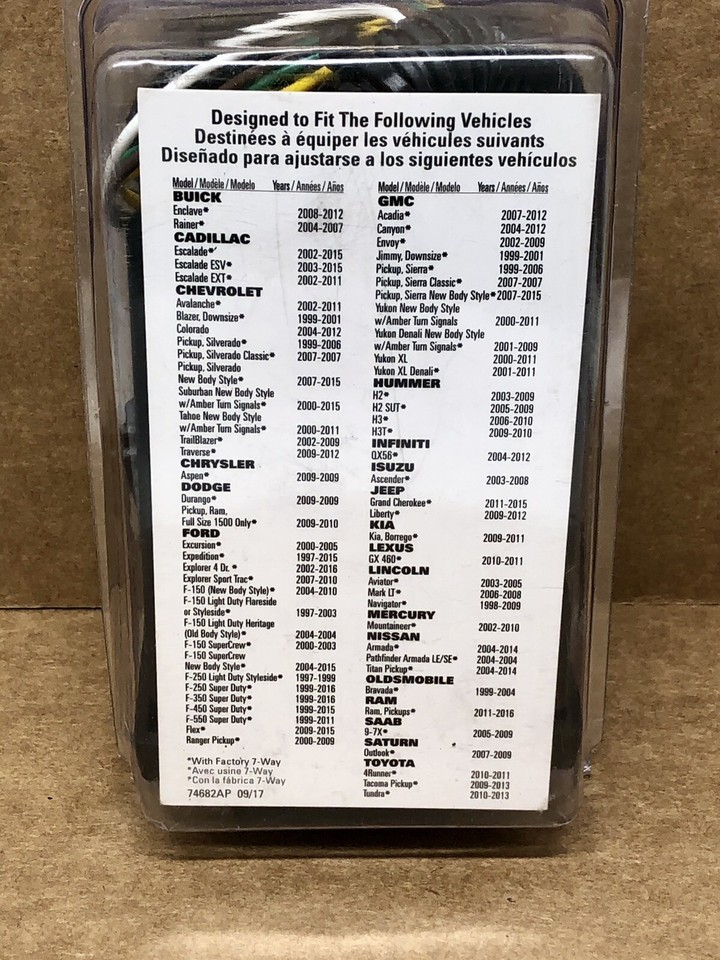 Designed to Fit The Following Vehicles
Destinées à équiper les véhicules suivants
Diseñado para ajustarse a los siguientes vehículos
Model / Modèle / Modelo Years / Années / Años
BUICK
Enclave* 2008-2012
Rainer* 2004-2007
CADILLAC
Escalade* 2002-2015
Escalade ESV* 2003-2015
Escalade EXT* 2002-2011
CHEVROLET
Avalanche* 2002-2011
Blazer, Downsize* 1999-2001
Colorado 2004-2012
Pickup, Silverado* 1999-2006
Pickup, Silverado Classic* 2007-2007
Pickup, Silverado
New Body Style* 2007-2015
Suburban New Body Style
w/Amber Turn Signals* 2000-2015
Tahoe New Body Style
w/Amber Turn Signals* 2000-2011
TrailBlazer* 2002-2009
Traverse* 2009-2012
CHRYSLER
Aspen* 2009-2009
DODGE
Durango* 2009-2009
Pickup, Ram,
Full Size 1500 Only* 2009-2010
FORD
Excursion* 2000-2005
Expedition* 1997-2015
Explorer 4 Dr. * 2002-2016
Explorer Sport Trac* 2007-2010
F-150 (New Body Style)* 2004-2010
F-150 Light Duty Flareside
or Styleside* 1997-2003
F-150 Light Duty Heritage
(Old Body Style)* 2004-2004
F-150 SuperCrew* 2000-2003
F-150 SuperCrew
New Body Style* 2004-2015
F-250 Light Duty Styleside* 1997-1999
F-250 Super Duty* 1999-2016
F-350 Super Duty* 1999-2016
F-450 Super Duty* 1999-2015
F-550 Super Duty* 1999-2011
Flex* 2009-2015
Ranger Pickup* 2000-2009
*With Factory 7-Way
*Avec usine 7-Way
*Con la fábrica 7-Way
74682AP 09/17
Model / Modèle / Modelo Years / Années / Años
GMC
Acadia* 2007-2012
Canyon* 2004-2012
Envoy* 2002-2009
Jimmy, Downsize* 1999-2001
Pickup, Sierra* 1999-2006
Pickup, Sierra Classic* 2007-2007
Pickup, Sierra New Body Style* 2007-2015
Yukon New Body Style
w/Amber Turn Signals 2000-2011
Yukon Denali New Body Style
w/Amber Turn Signals* 2001-2009
Yukon XL 2000-2011
Yukon XL Denali* 2001-2011
HUMMER
H2* 2003-2009
H2 SUT* 2005-2009
H3* 2006-2010
H3T* 2009-2010
INFINITI
QX56* 2004-2012
ISUZU
Ascender* 2003-2008
JEEP
Grand Cherokee* 2011-2015
Liberty* 2009-2012
KIA
Kia, Borrego* 2009-2011
LEXUS
GX 460* 2010-2011
LINCOLN
Aviator* 2003-2005
Mark LT* 2006-2008
Navigator* 1998-2009
MERCURY
Mountaineer* 2002-2010
NISSAN
Armada* 2004-2014
Pathfinder Armada LE/SE* 2004-2004
Titan Pickup* 2004-2014
OLDSMOBILE
Bravada* 1999-2004
RAM
Ram, Pickups* 2011-2016
SAAB
9-7X* 2005-2009
SATURN
Outlook* 2007-2009
TOYOTA
4Runner* 2010-2011
Tacoma Pickup* 2009-2013
Tundra* 2010-2013